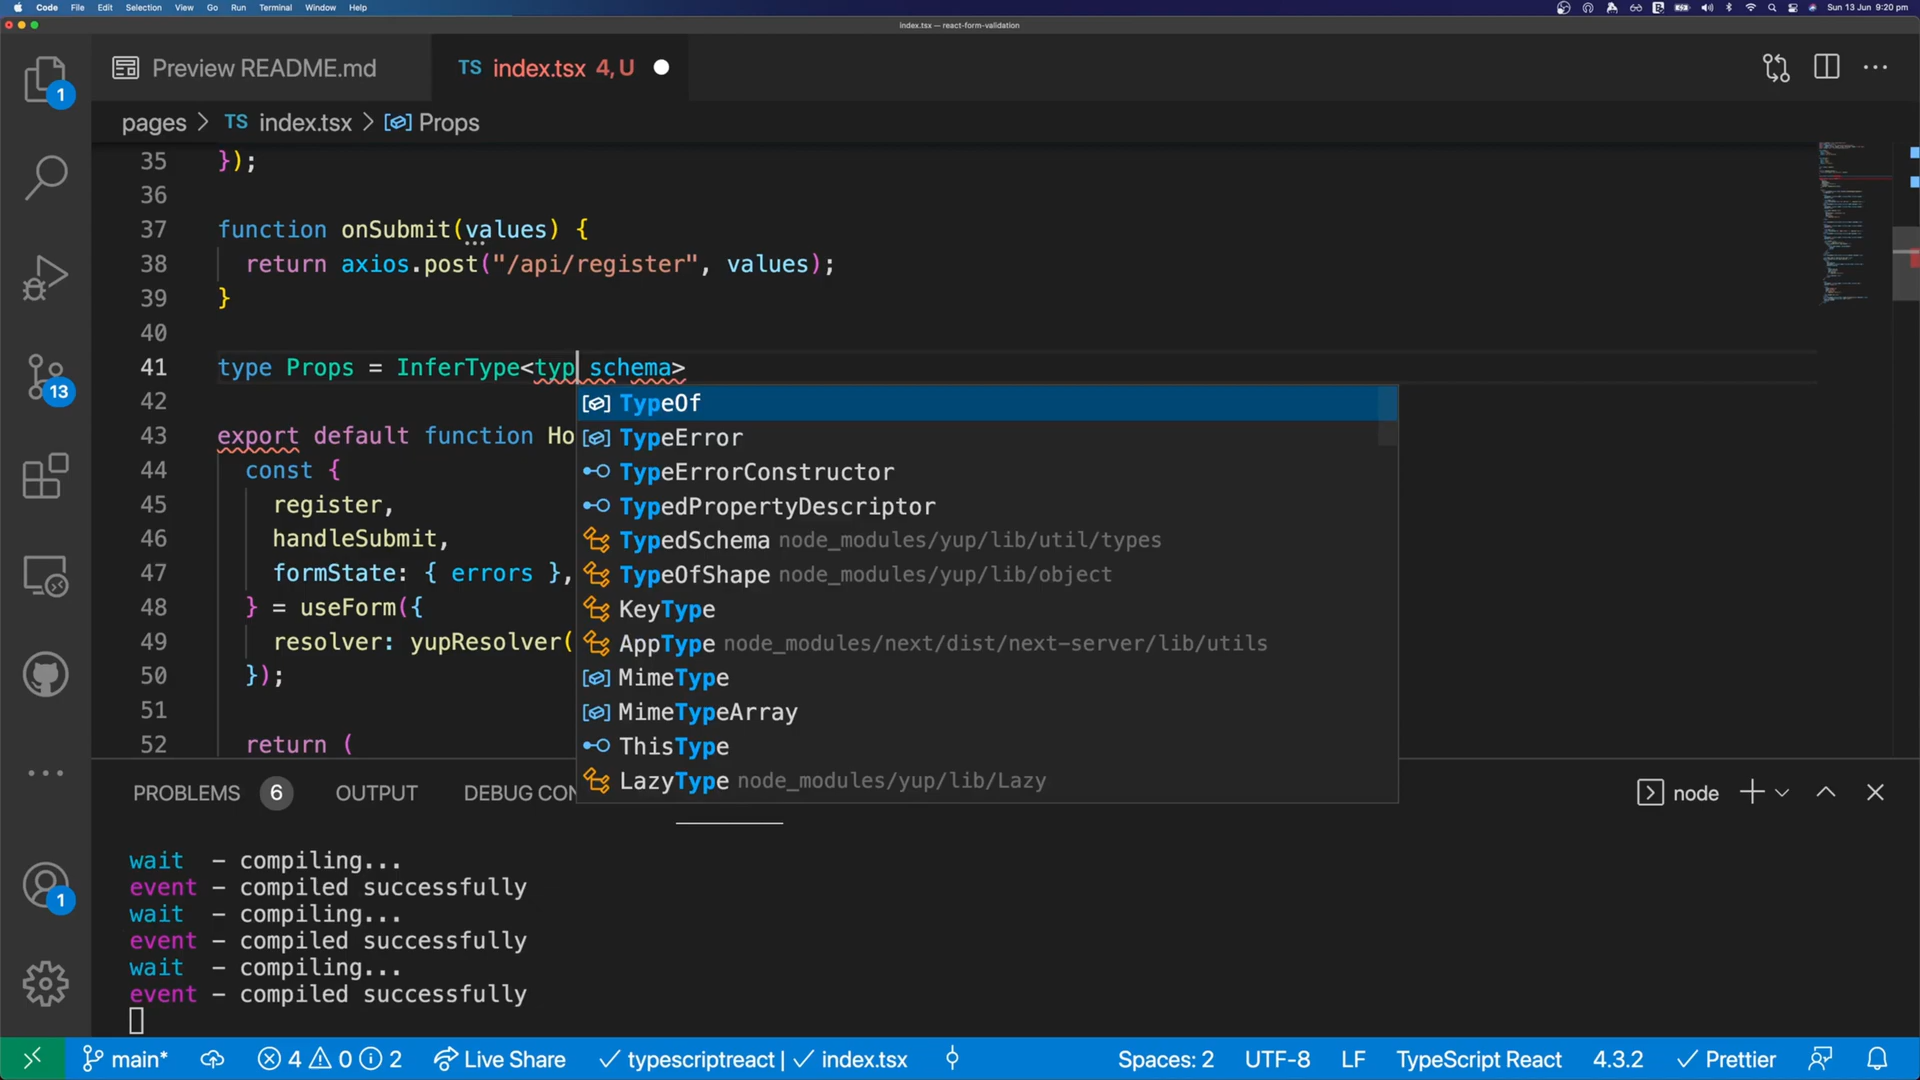 Code File Edit Selection View Go Run Terminal Window Help Sun 13 Jun 9:20 pm
index.tsx — react-form-validation
Preview README.md TS index.tsx 4, U
1
pages > TS index.tsx > Props
35 });
36
37 function onSubmit(values) {
38 return axios.post("/api/register", values);
39 }
40
41 type Props = InferType<typ schema>
42
43 export default function Ho
44 const {
45 register,
46 handleSubmit,
47 formState: { errors },
48 } = useForm({
49 resolver: yupResolver(
50 });
51
52 return (
TypeOf
TypeError
TypeErrorConstructor
TypedPropertyDescriptor
TypedSchema node_modules/yup/lib/util/types
TypeOfShape node_modules/yup/lib/object
KeyType
AppType node_modules/next/dist/next-server/lib/utils
MimeType
MimeTypeArray
ThisType
LazyType node_modules/yup/lib/Lazy
13
PROBLEMS 6 OUTPUT DEBUG CON node
wait - compiling...
event - compiled successfully
wait - compiling...
event - compiled successfully
wait - compiling...
event - compiled successfully
1
main* 4 0 2 Live Share typescriptreact | index.tsx Spaces: 2 UTF-8 LF TypeScript React 4.3.2 Prettier